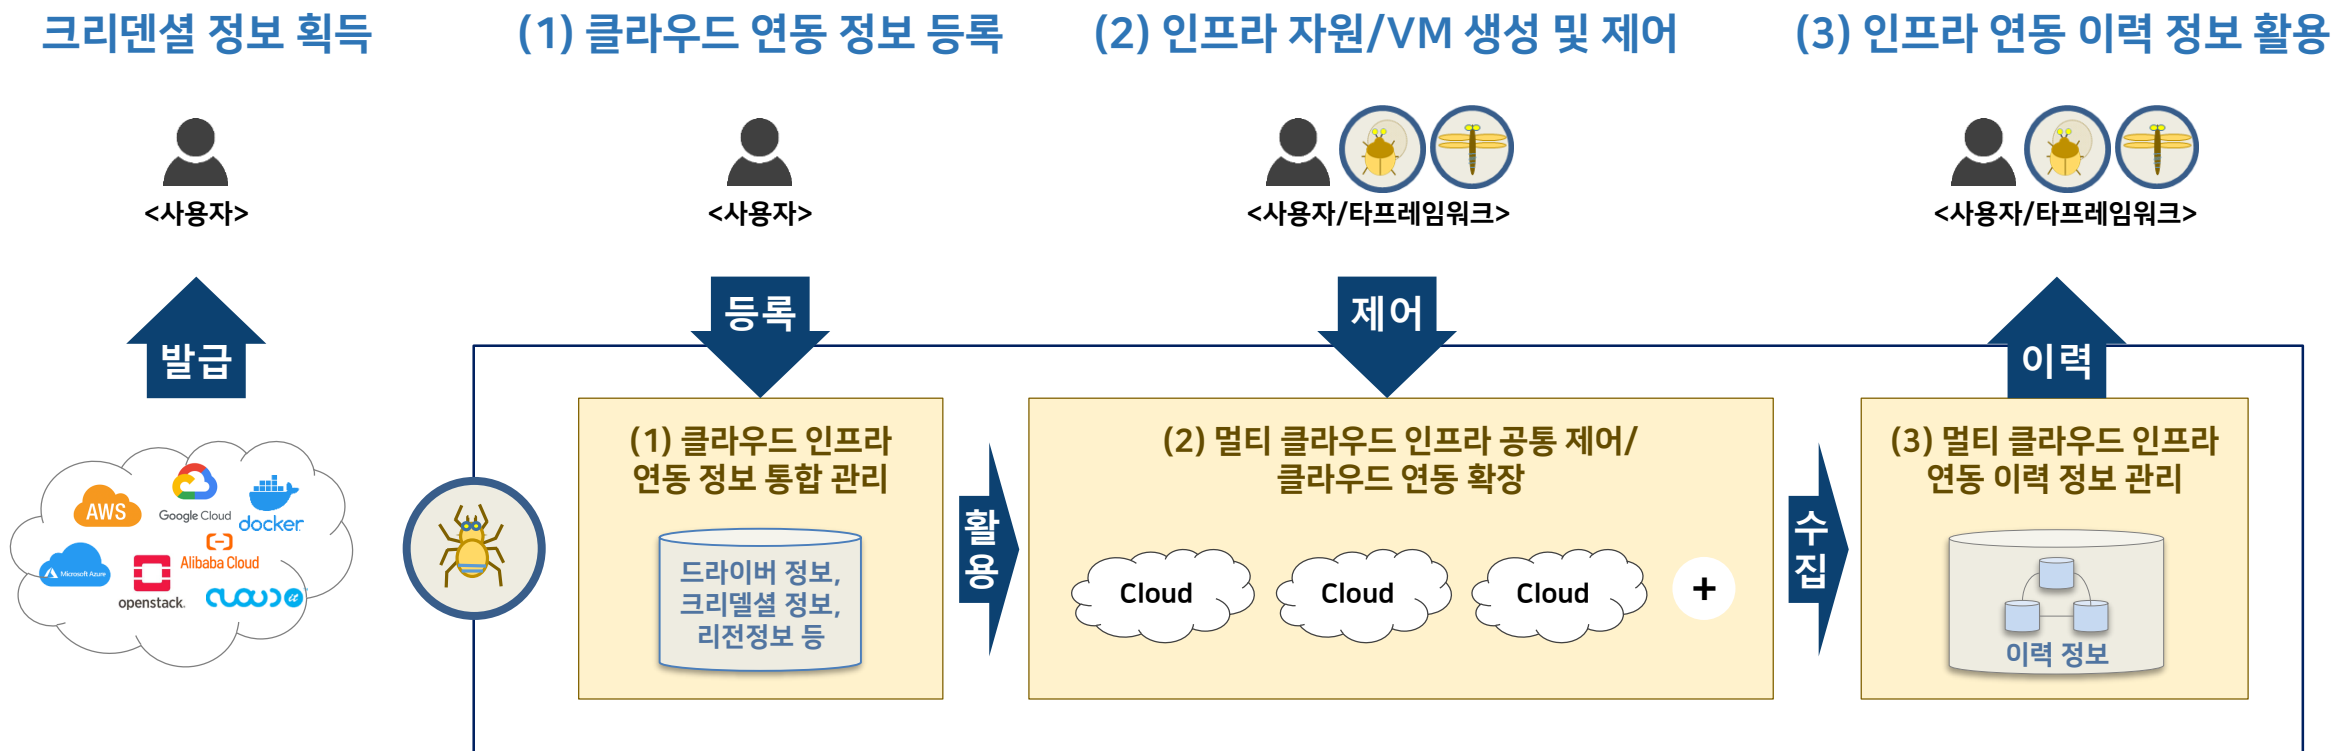 크리덴셜 정보 획득
(1) 클라우드 연동 정보 등록
(2) 인프라 자원/VM 생성 및 제어
(3) 인프라 연동 이력 정보 활용
<사용자>
<사용자>
<사용자/타프레임워크>
<사용자/타프레임워크>
발급
등록
제어
이력
AWS
Google Cloud
docker
Microsoft Azure
Alibaba Cloud
openstack.
cloud it
(1) 클라우드 인프라
연동 정보 통합 관리
드라이버 정보,
크리델셜 정보,
리전정보 등
활
용
(2) 멀티 클라우드 인프라 공통 제어/
클라우드 연동 확장
Cloud
Cloud
Cloud
+
수
집
(3) 멀티 클라우드 인프라
연동 이력 정보 관리
이력 정보